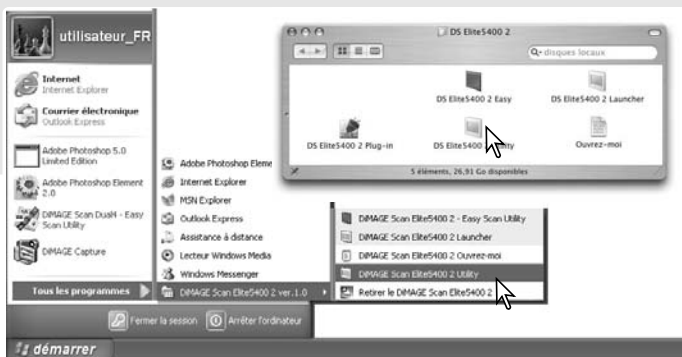 utilisateur_FR
Internet
Internet Explorer
Courrier électronique
Outlook Express
Adobe Photoshop 5.0
Limited Edition
Adobe Photoshop Element
2.0
DiMAGE Scan DualN - Easy
Scan Utility
DiMAGE Capture
Tous les programmes
Adobe Photoshop Eleme
Internet Explorer
MSN Explorer
Outlook Express
Assistance à distance
Lecteur Windows Media
Windows Messenger
DiMAGE Scan Elite5400 2 ver.1.0
DiMAGE Scan Elite5400 2 - Easy Scan Utility
DiMAGE Scan Elite5400 2 Launcher
DiMAGE Scan Elite5400 2 Ouvrez-moi
DiMAGE Scan Elite5400 2 Utility
Retirer le DiMAGE Scan Elite5400 2
Fermer la session
Arrêter l'ordinateur
démarrer
DS Elite5400 2
disques locaux
DS Elite5400 2 Easy
DS Elite5400 2 Launcher
DS Elite5400 2 Plug-in
DS Elite5400
Ouvrez-moi
5 éléments, 26,91 Go disponibles